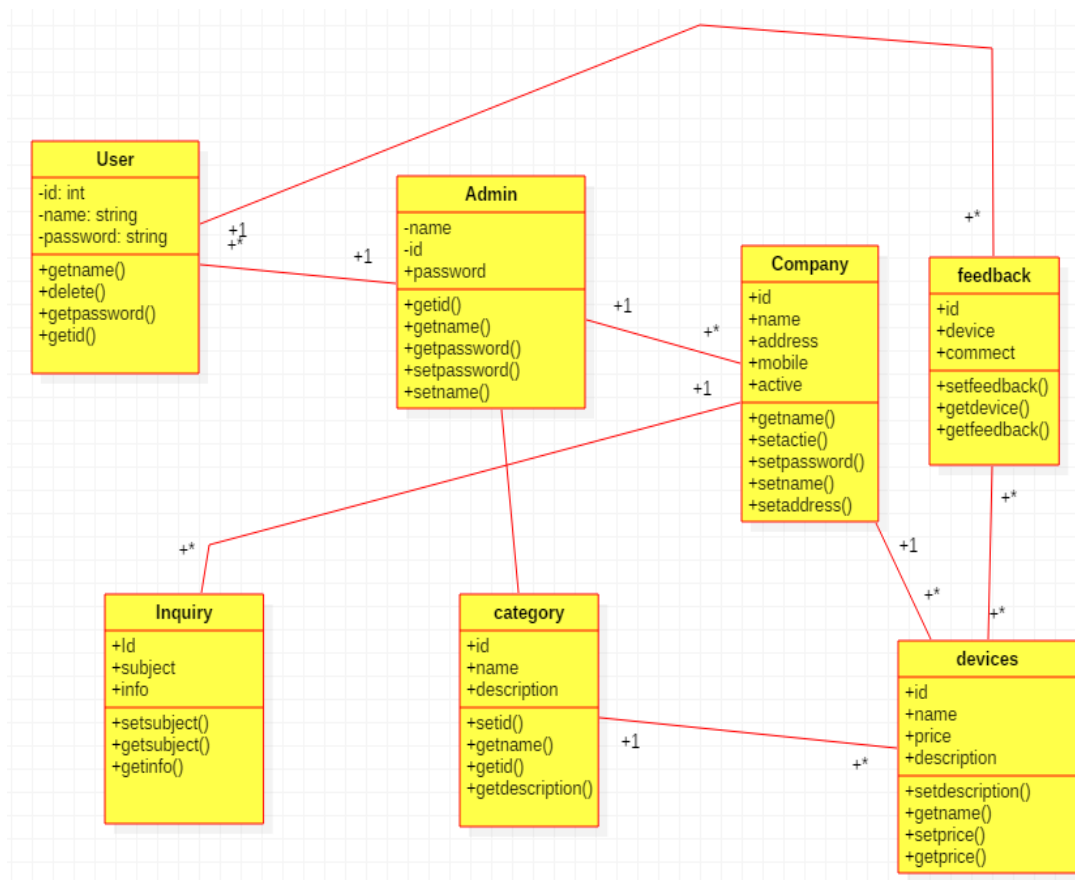 User
-id: int
-name: string
-password: string
+getname()
+delete()
+getpassword()
+getid()
+1
+*
+1
Admin
-name
-id
+password
+getid()
+getname()
+getpassword()
+setpassword()
+setname()
+1
+*
+1
Company
+id
+name
+address
+mobile
+active
+getname()
+setactie()
+setpassword()
+setname()
+setaddress()
+*
feedback
+id
+device
+commect
+setfeedback()
+getdevice()
+getfeedback()
+*
+1
+*
+*
+*
Inquiry
+Id
+subject
+info
+setsubject()
+getsubject()
+getinfo()
category
+id
+name
+description
+setid()
+getname()
+getid()
+getdescription()
+1
+*
devices
+id
+name
+price
+description
+setdescription()
+getname()
+setprice()
+getprice()